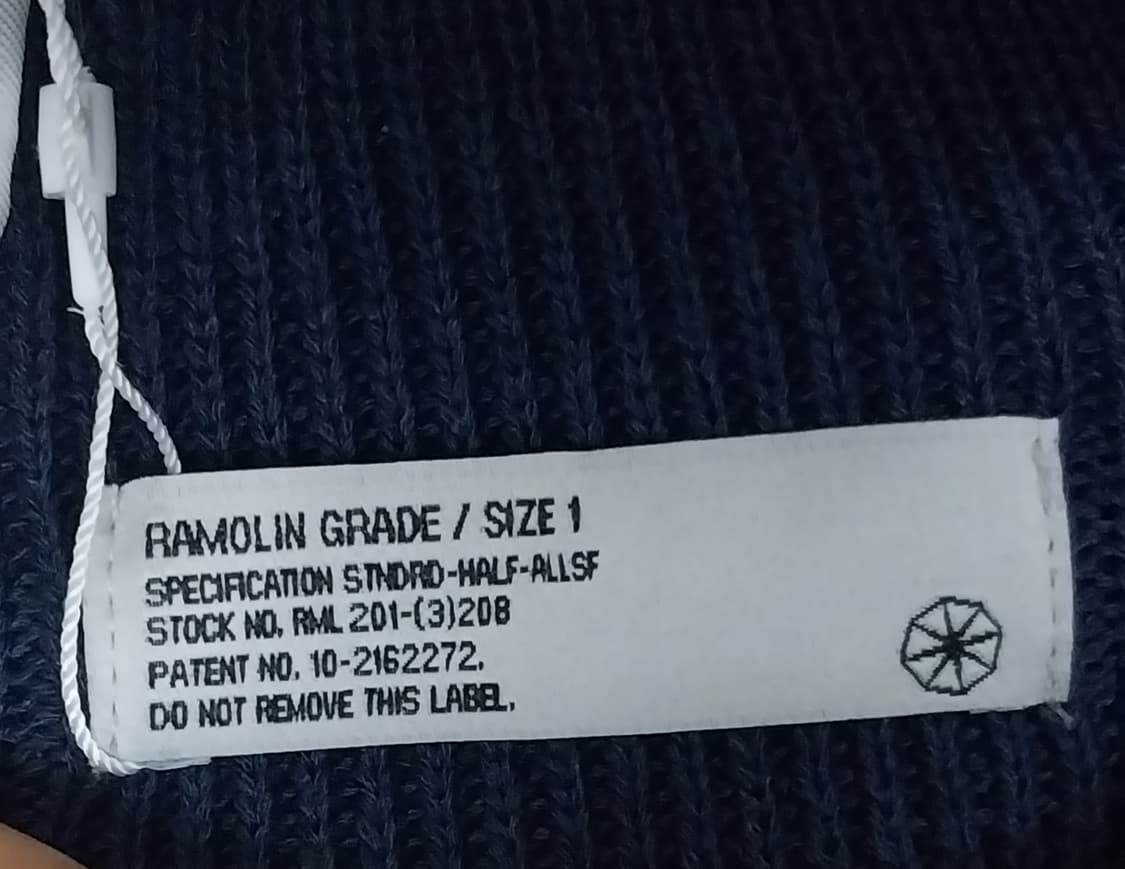 RAMOLIN GRADE / SIZE 1
SPECIFICATION STNDRD-HALF-ALLSF
STOCK NO. RML 201-(3)208
PATENT NO. 10-2162272.
DO NOT REMOVE THIS LABEL.